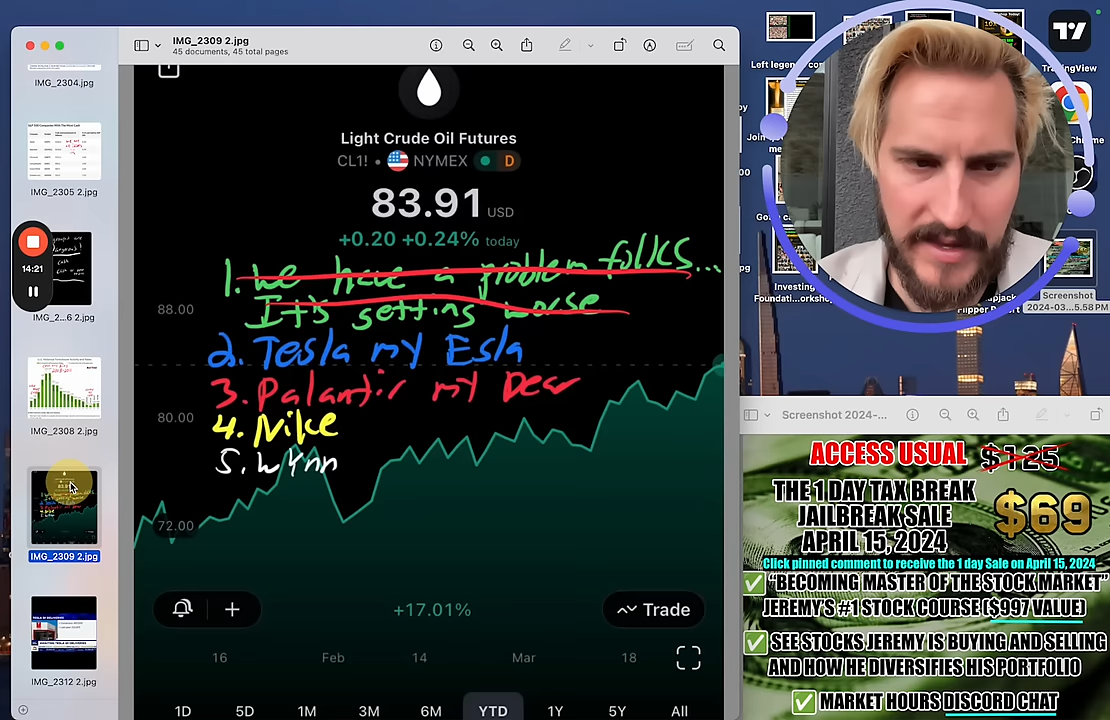 IMG_2309 2.jpg
45 documents, 45 total pages
IMG_2304.jpg
IMG_2305 2.jpg
14:21
IMG_2308 2.jpg
IMG_2309 2.jpg
IMG_2312 2.jpg
Light Crude Oil Futures
CL1! • NYMEX D
83.91 USD
+0.20 +0.24% today
1. We have a problem folks...
It's getting worse
2. Tesla my Esla
3. Palantir my Dear
4. Nike
5. Wynn
88.00
80.00
72.00
+17.01%
Trade
16 Feb 14 Mar 18
1D 5D 1M 3M 6M YTD 1Y 5Y All
TradingView
Screenshot
Screenshot 2024-...
ACCESS USUAL $125
THE 1 DAY TAX BREAK
JAILBREAK SALE
APRIL 15, 2024
$69
Click pinned comment to receive the 1 day Sale on April 15, 2024
"BECOMING MASTER OF THE STOCK MARKET"
JEREMY'S #1 STOCK COURSE ($997 VALUE)
SEE STOCKS JEREMY IS BUYING AND SELLING
AND HOW HE DIVERSIFIES HIS PORTFOLIO
MARKET HOURS DISCORD CHAT